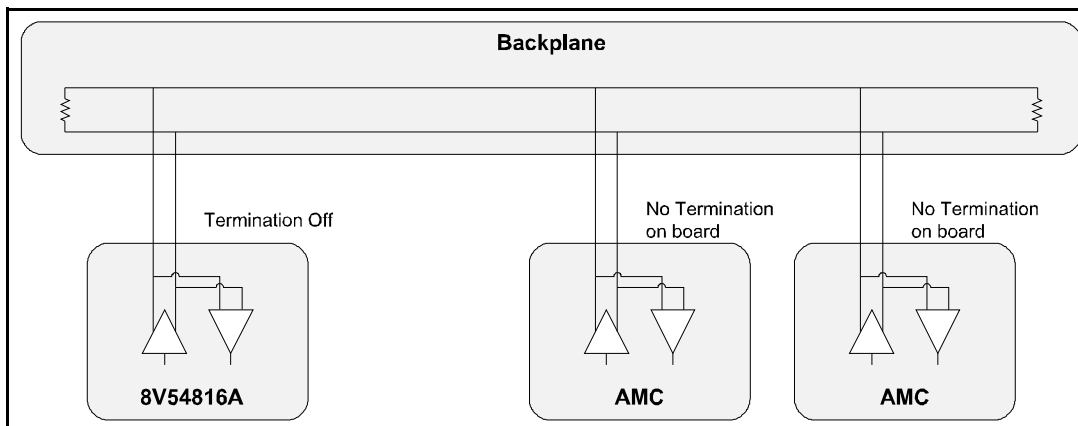 Backplane
Termination Off
No Termination
on board
No Termination
on board
8V54816A
AMC
AMC